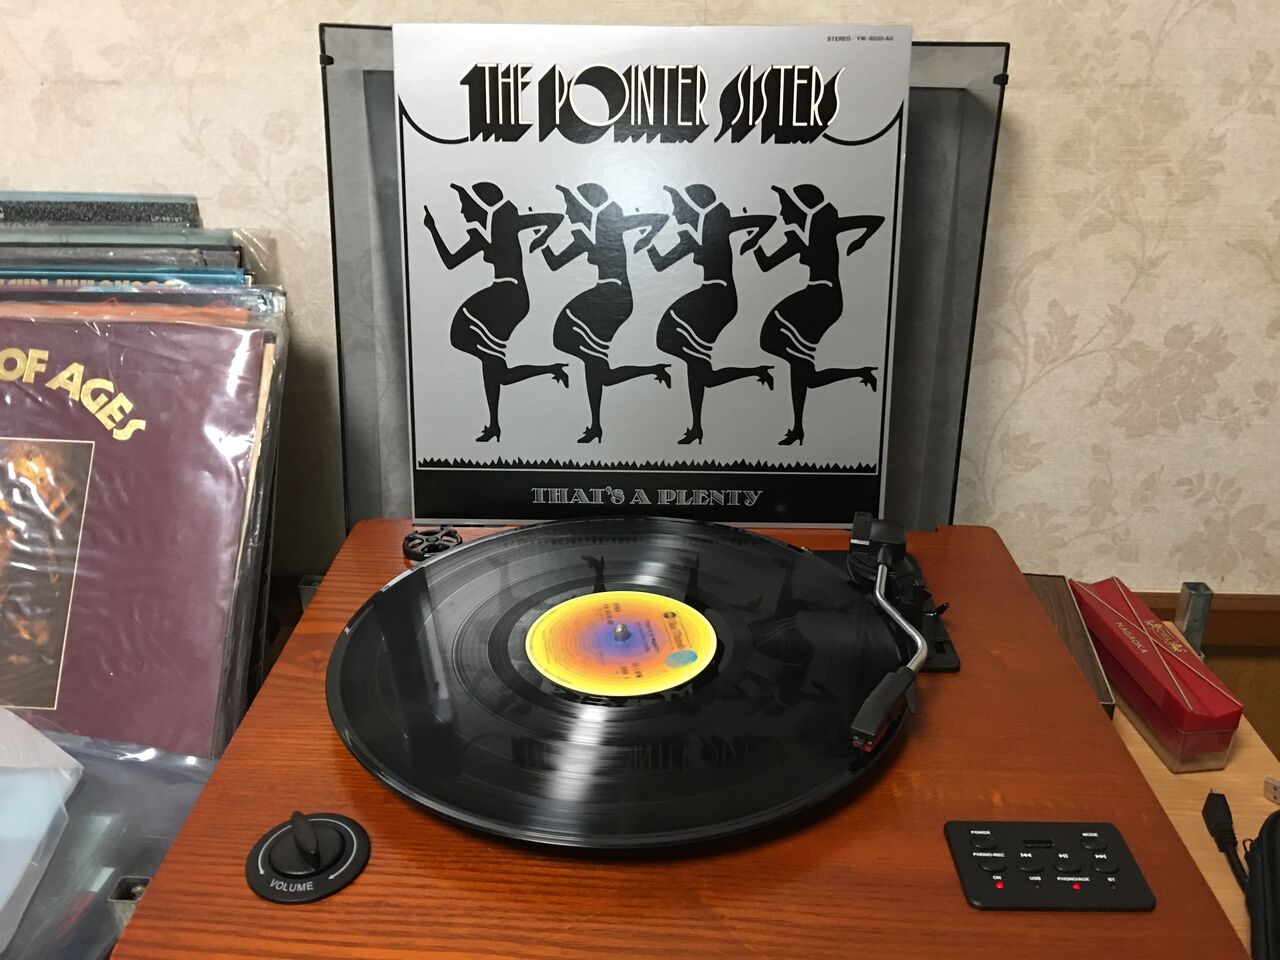 STEREO YW-8030-AU
THE POINTER SISTERS
THAT'S A PLENTY
OF AGES
NAGAOKA
VOLUME
POWER
MODE
PHONO-REC
ON
USB
PHONO/AUX
BT